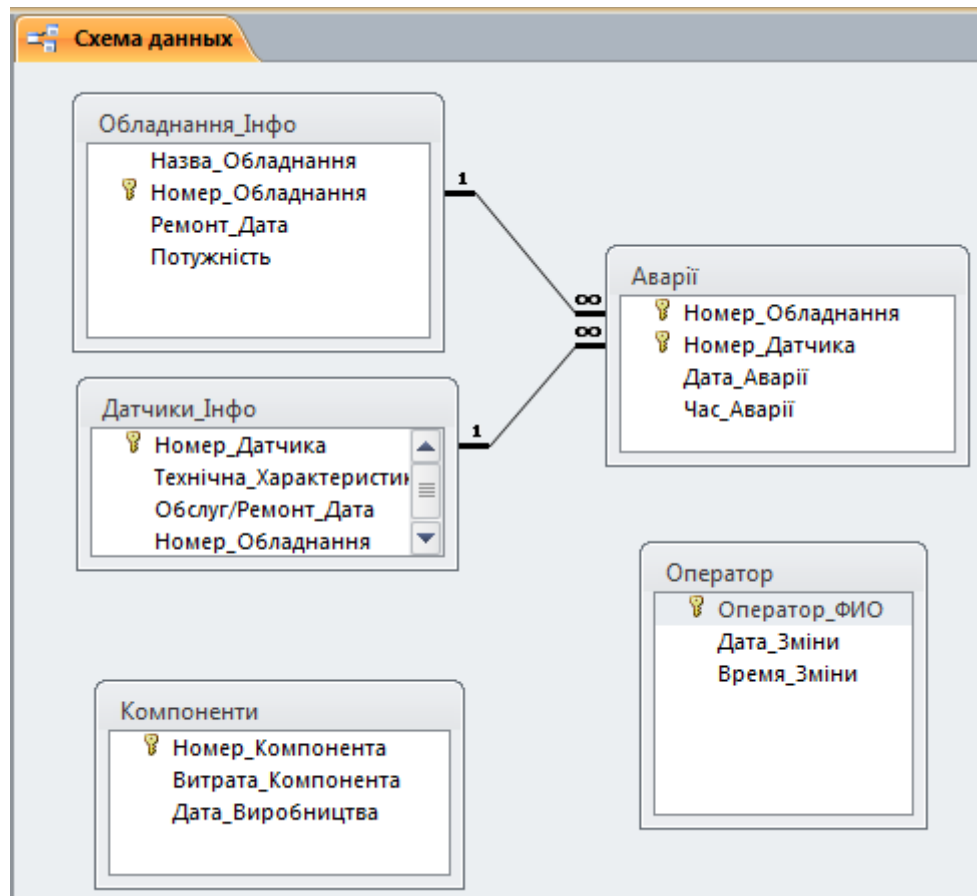 Схема данных
Обладнання_Інфо
Назва_Обладнання
Номер_Обладнання
Ремонт_Дата
Потужність
1
∞
∞
1
Аварії
Номер_Обладнання
Номер_Датчика
Дата_Аварії
Час_Аварії
Датчики_Інфо
Номер_Датчика
Технічна_Характеристик
Обслуг/Ремонт_Дата
Номер_Обладнання
Оператор
Оператор_ФИО
Дата_Зміни
Время_Зміни
Компоненти
Номер_Компонента
Витрата_Компонента
Дата_Виробництва